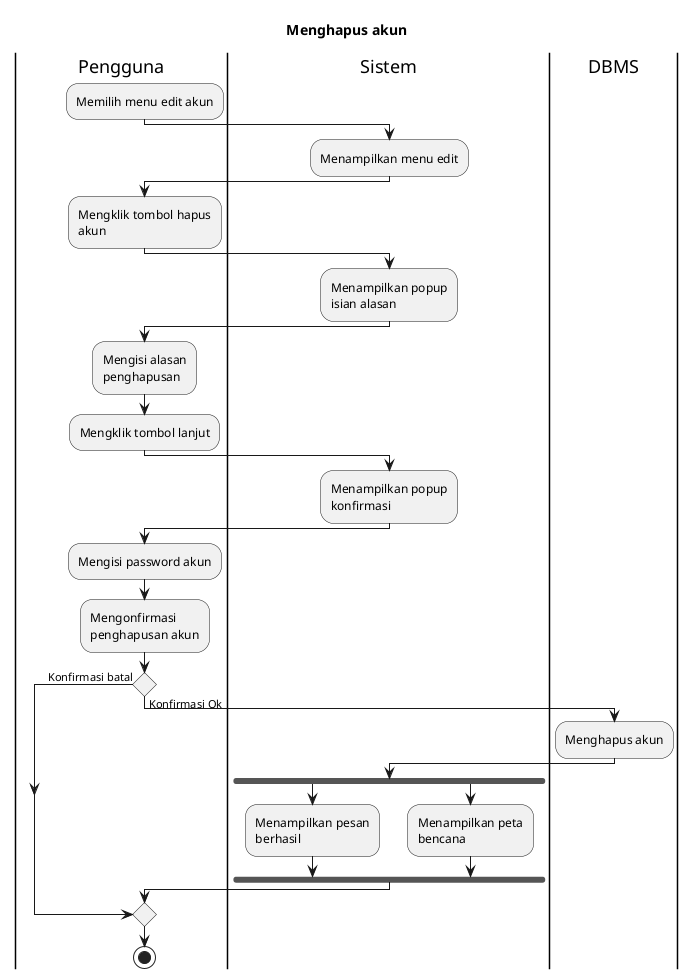 Menghapus akun
Pengguna
Sistem
DBMS
Memilih menu edit akun
Menampilkan menu edit
Mengklik tombol hapus
akun
Menampilkan popup
isian alasan
Mengisi alasan
penghapusan
Mengklik tombol lanjut
Menampilkan popup
konfirmasi
Mengisi password akun
Mengonfirmasi
penghapusan akun
Konfirmasi batal
Konfirmasi Ok
Menghapus akun
Menampilkan pesan
berhasil
Menampilkan peta
bencana